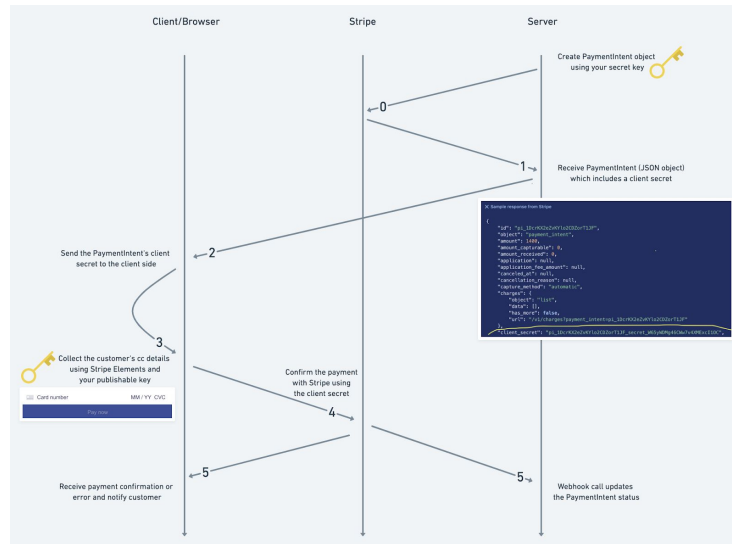 Client/Browser
Stripe
Server
Create PaymentIntent object
using your secret key
0
1
Receive PaymentIntent (JSON object)
which includes a client secret
2
Send the PaymentIntent's client
secret to the client side
Sample response from Stripe
{
"id": "pi_1DcrKX2eZvKYlo2CDZorT1JP",
"object": "payment_intent",
"amount": 1400,
"amount_capturable": 0,
"amount_received": 0,
"application": null,
"application_fee_amount": null,
"canceled_at": null,
"cancellation_reason": null,
"capture_method": "automatic",
"charges": {
"object": "list",
"data": [],
"has_more": false,
"url": "/v1/charges?payment_intent=pi_1DcrKX2eZvKYlo2CDZorT1JP"
},
"client_secret":
3
Collect the customer's cc details
using Stripe Elements and
your publishable key
Card number MM / YY CVC
Pay now
Confirm the payment
with Stripe using
the client secret
4
5
Receive payment confirmation or
error and notify customer
5
Webhook call updates
the PaymentIntent status